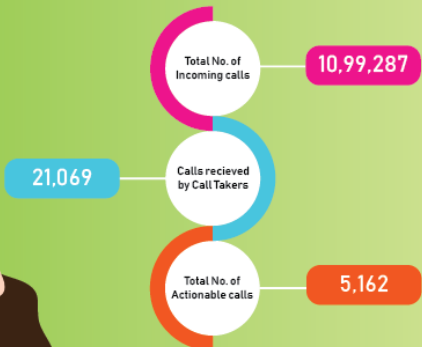 Total No. of
Incoming calls
10,99,287
21,069
Calls recieved
by Call Takers
Total No. of
Actionable calls
5,162